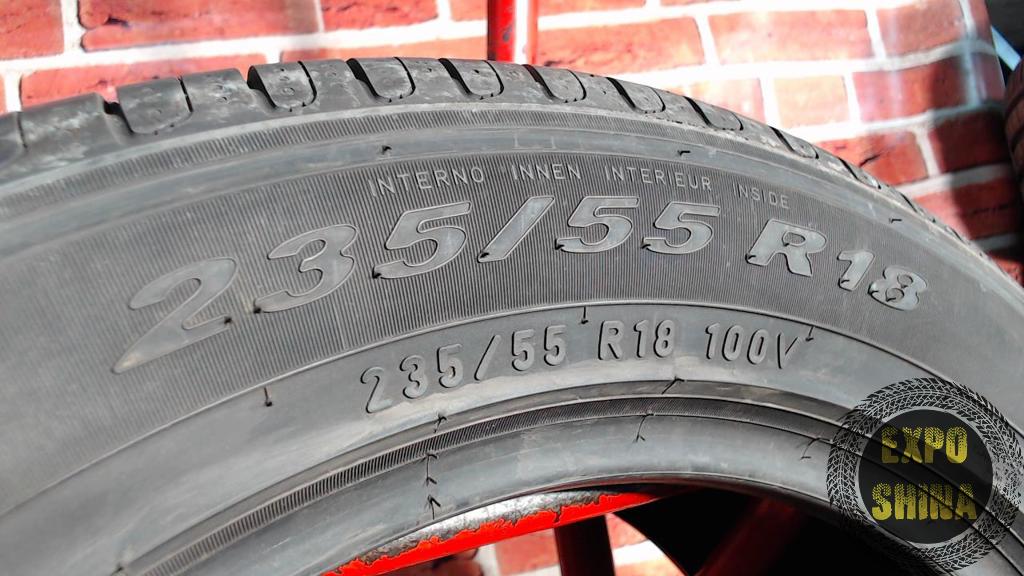 INTERNO INNEN INTERIEUR INSIDE
235/55 R18
235/55 R18 100V
EXPO
SHINA